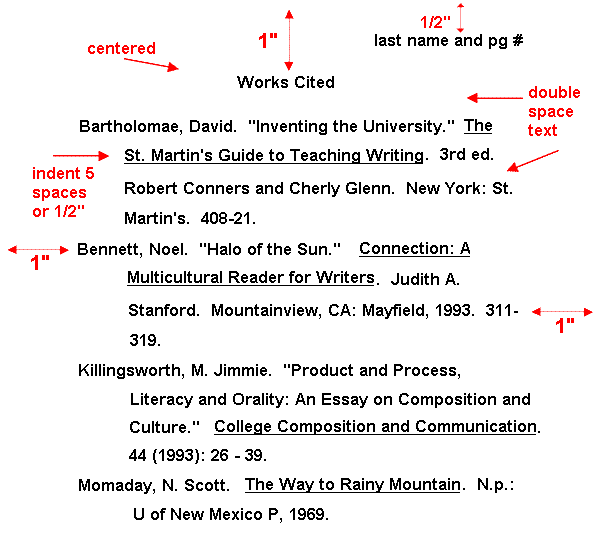 1/2"
1"
last name and pg #
centered
Works Cited
double
space
text
Bartholomae, David.  "Inventing the University."  The
St. Martin's Guide to Teaching Writing.  3rd ed.
indent 5
spaces
or 1/2"
Robert Conners and Cherly Glenn.  New York: St.
Martin's.  408-21.
Bennett, Noel.  "Halo of the Sun."  Connection: A
1"
Multicultural Reader for Writers.  Judith A.
Stanford.  Mountainview, CA: Mayfield, 1993.  311-
1"
319.
Killingsworth, M. Jimmie.  "Product and Process,
Literacy and Orality: An Essay on Composition and
Culture."  College Composition and Communication.
44 (1993): 26 - 39.
Momaday, N. Scott.  The Way to Rainy Mountain.  N.p.:
U of New Mexico P, 1969.